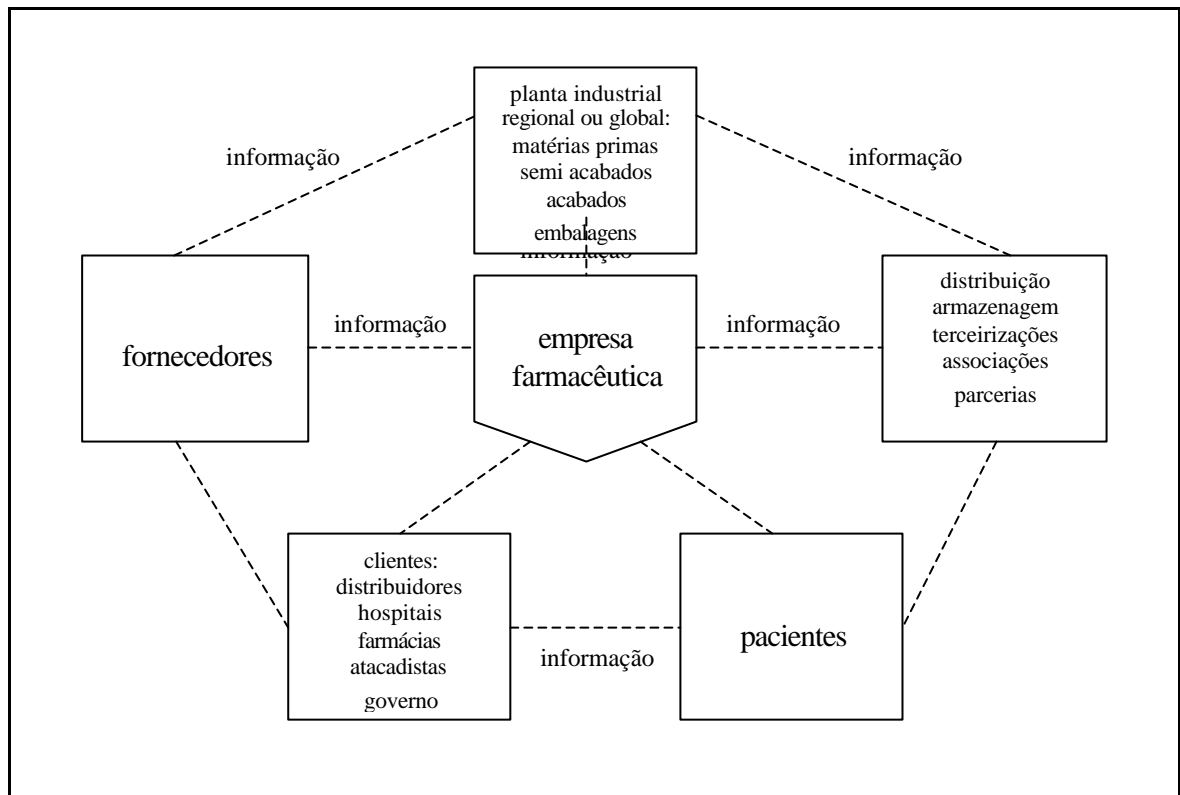 planta industrial
regional ou global:
matérias primas
semi acabados
acabados
embalagens
informação
informação
informação
fornecedores
informação
empresa
farmacêutica
informação
distribuição
armazenagem
terceirizações
associações
parcerias
clientes:
distribuidores
hospitais
farmácias
atacadistas
governo
informação
pacientes